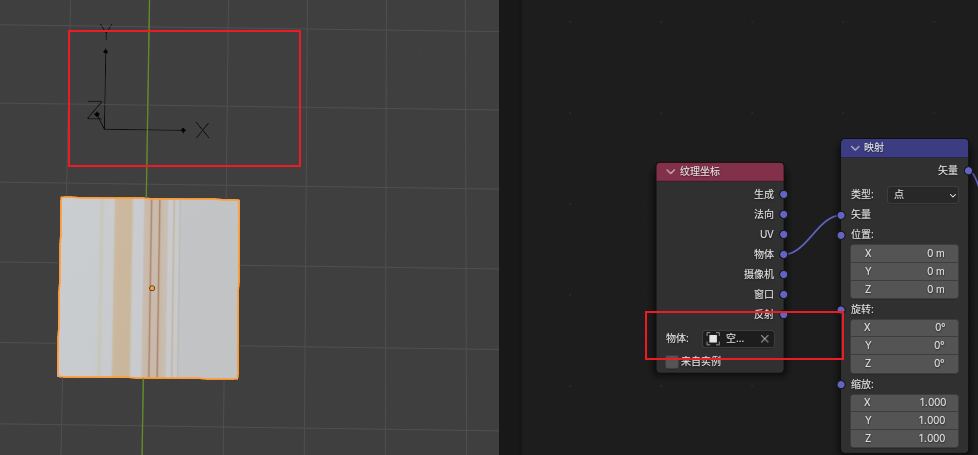 Y
Z
X
纹理坐标
生成
法向
UV
物体
摄像机
窗口
反射
物体: 空...
来自实例
映射
矢量
类型: 点
矢量
位置:
X 0 m
Y 0 m
Z 0 m
旋转:
X 0°
Y 0°
Z 0°
缩放:
X 1.000
Y 1.000
Z 1.000